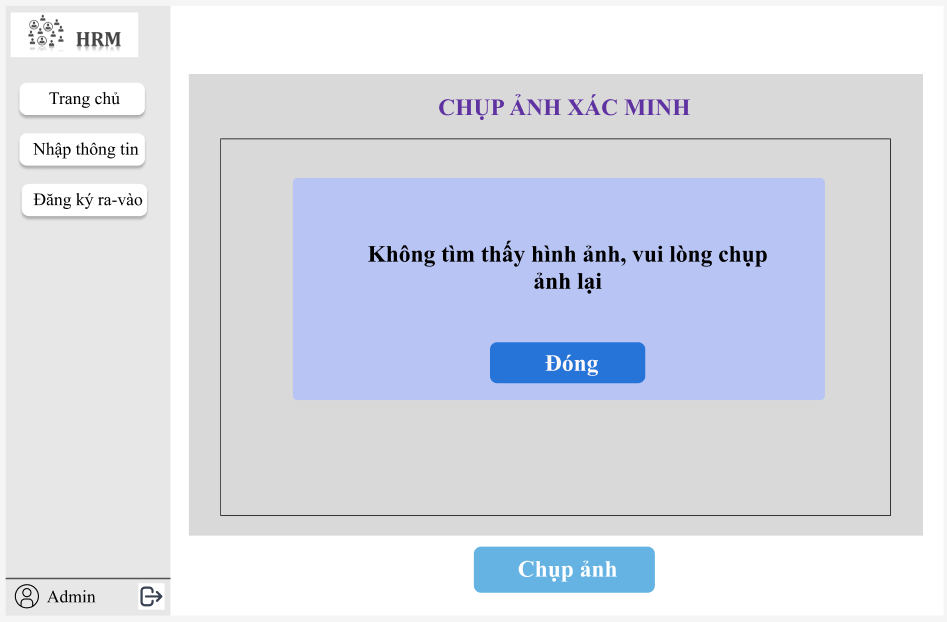 HRM
Trang chủ
Nhập thông tin
Đăng ký ra-vào
CHỤP ẢNH XÁC MINH
Không tìm thấy hình ảnh, vui lòng chụp
ảnh lại
Đóng
Chụp ảnh
Admin